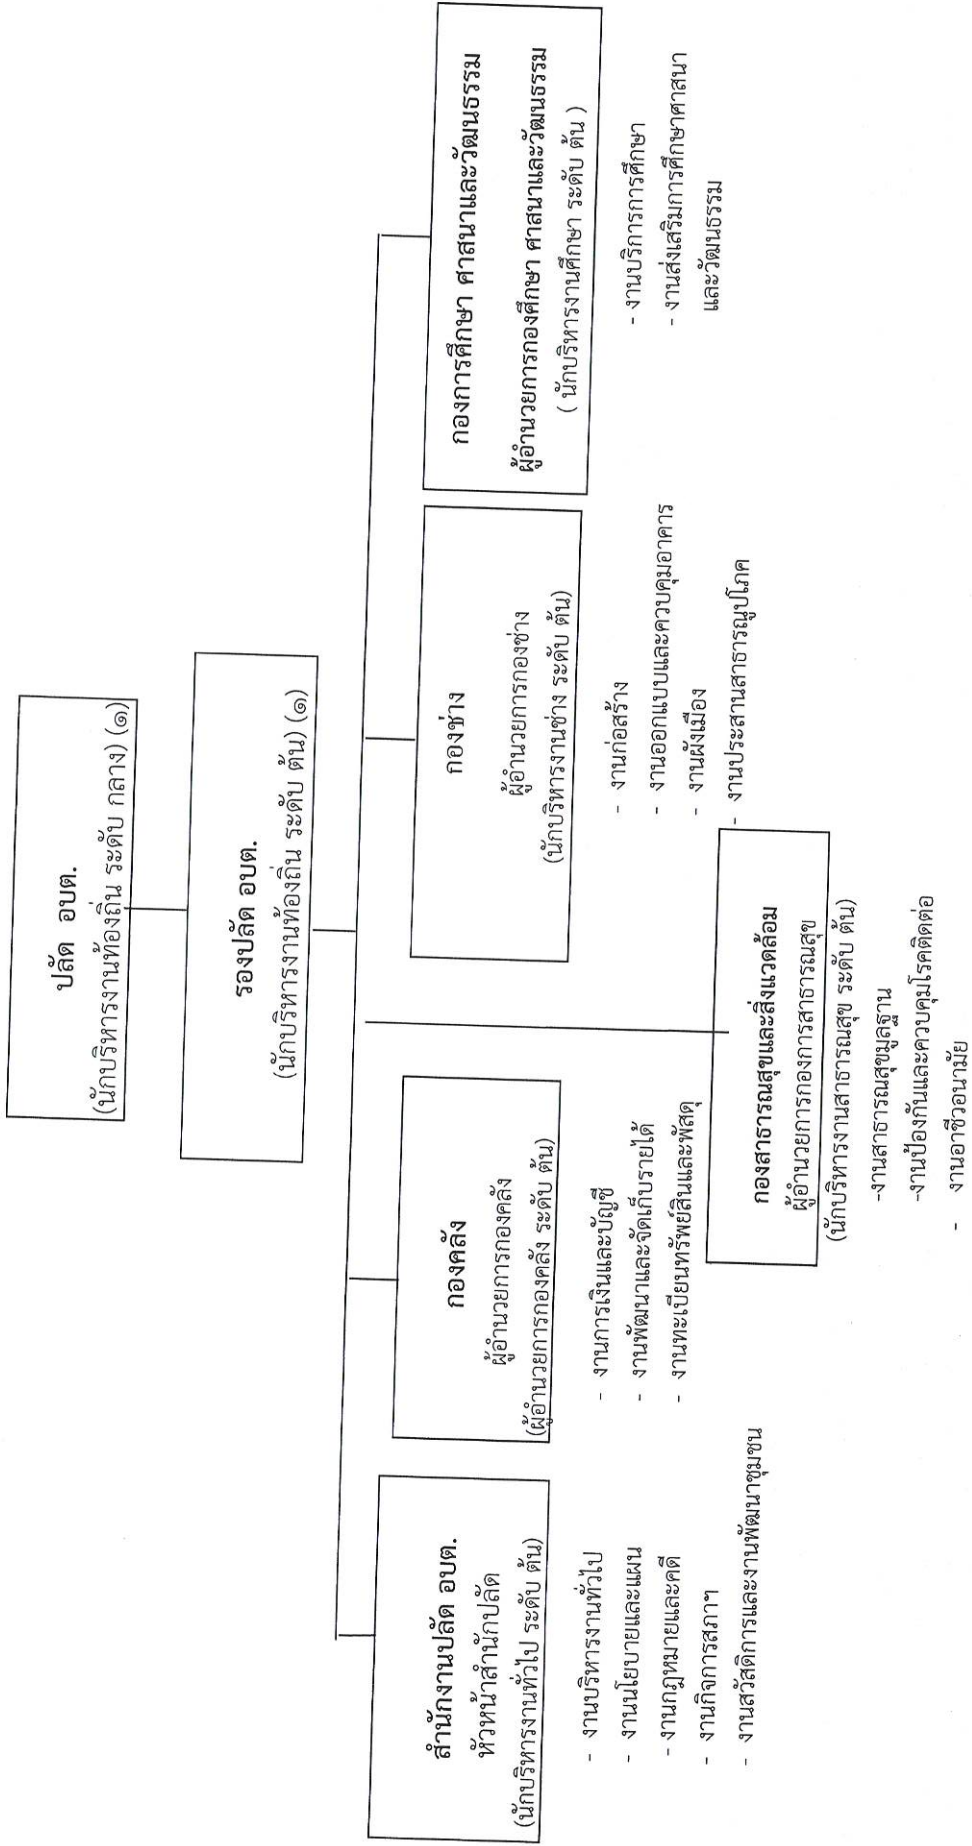 ปลัด อบต.
(นักบริหารงานท้องถิ่น ระดับ กลาง) (๑)
รองปลัด อบต.
(นักบริหารงานท้องถิ่น ระดับ ต้น) (๑)
สำนักงานปลัด อบต.
หัวหน้าสำนักปลัด
(นักบริหารงานทั่วไป ระดับ ต้น)
- งานบริหารงานทั่วไป
- งานนโยบายและแผน
- งานกฎหมายและคดี
- งานกิจการสภาฯ
- งานสวัสดิการและงานพัฒนาชุมชน
กองคลัง
ผู้อำนวยการกองคลัง
(ผู้อำนวยการกองคลัง ระดับ ต้น)
- งานการเงินและบัญชี
- งานพัฒนาและจัดเก็บรายได้
- งานทะเบียนทรัพย์สินและพัสดุ
กองสาธารณสุขและสิ่งแวดล้อม
ผู้อำนวยการกองการสาธารณสุข
(นักบริหารงานสาธารณสุข ระดับ ต้น)
-งานสาธารณสุขมูลฐาน
-งานป้องกันและควบคุมโรคติดต่อ
- งานอาชีวอนามัย
กองช่าง
ผู้อำนวยการกองช่าง
(นักบริหารงานช่าง ระดับ ต้น)
- งานก่อสร้าง
- งานออกแบบและควบคุมอาคาร
- งานผังเมือง
- งานประสานสาธารณูปโภค
กองการศึกษา ศาสนาและวัฒนธรรม
ผู้อำนวยการกองศึกษา ศาสนาและวัฒนธรรม
( นักบริหารงานศึกษา ระดับ ต้น )
- งานบริการการศึกษา
- งานส่งเสริมการศึกษาศาสนา
และวัฒนธรรม